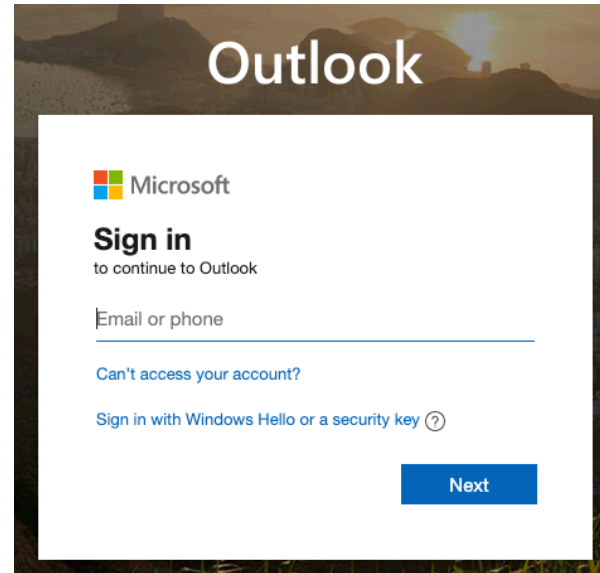 Outlook
Microsoft
Sign in
to continue to Outlook
Email or phone
Can't access your account?
Sign in with Windows Hello or a security key ?
Next